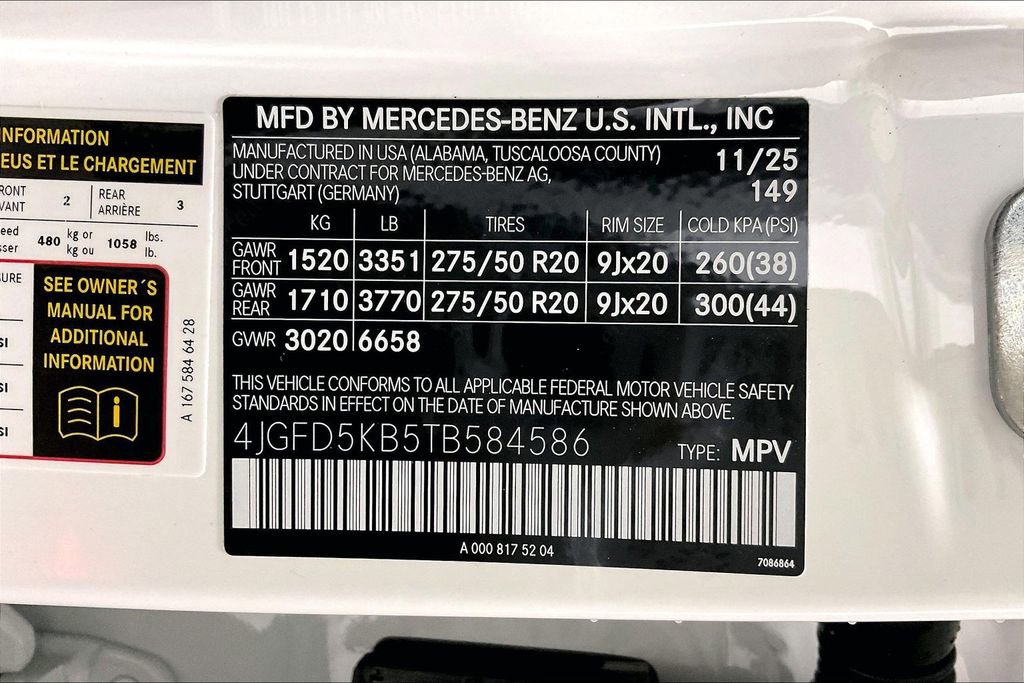 INFORMATION
EUS ET LE CHARGEMENT
2 REAR
ARRIÈRE 3
480 kg or
kg ou 1058 lbs.
lb.
SEE OWNER´S
MANUAL FOR
ADDITIONAL
INFORMATION
i
A 167 584 64 28
MFD BY MERCEDES-BENZ U.S. INTL., INC
MANUFACTURED IN USA (ALABAMA, TUSCALOOSA COUNTY) 11/25
UNDER CONTRACT FOR MERCEDES-BENZ AG,
STUTTGART (GERMANY) 149
KG LB TIRES RIM SIZE COLD KPA (PSI)
GAWR
FRONT 1520 3351 275/50 R20 9Jx20 260(38)
GAWR
REAR 1710 3770 275/50 R20 9Jx20 300(44)
GVWR 3020 6658
THIS VEHICLE CONFORMS TO ALL APPLICABLE FEDERAL MOTOR VEHICLE SAFETY
STANDARDS IN EFFECT ON THE DATE OF MANUFACTURE SHOWN ABOVE.
4JGFD5KB5TB584586 TYPE: MPV
A 000 817 52 04
7086864